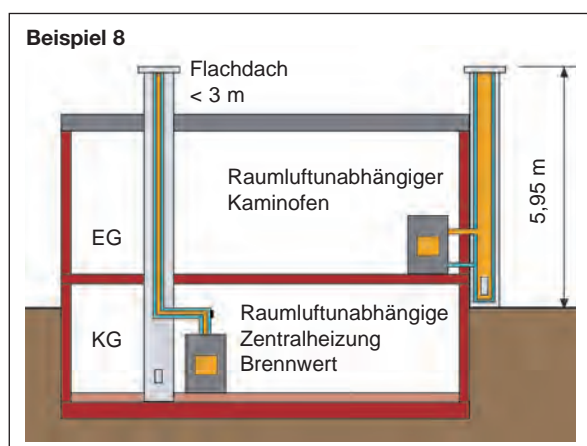 Beispiel 8
Flachdach
< 3 m
Raumluftunabhängiger
Kaminofen
5,95 m
EG
KG
Raumluftunabhängige
Zentralheizung
Brennwert